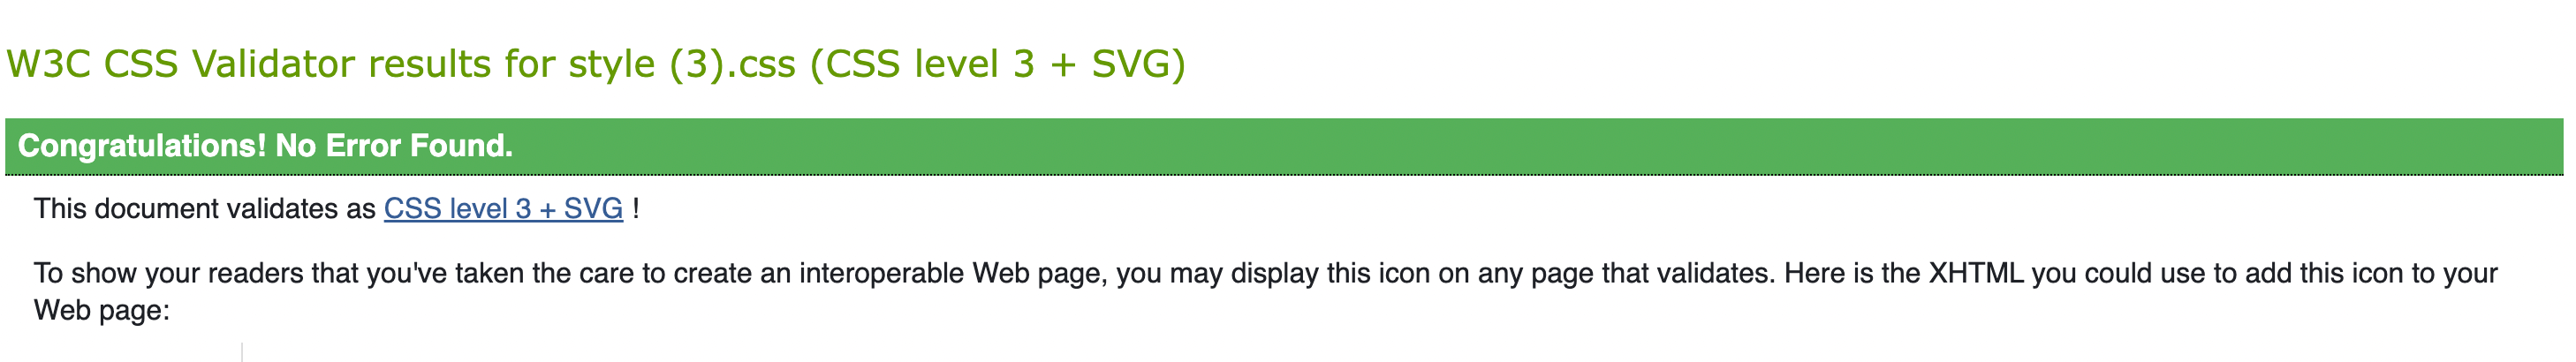 W3C CSS Validator results for style (3).css (CSS level 3 + SVG)
Congratulations! No Error Found.
This document validates as CSS level 3 + SVG !
To show your readers that you've taken the care to create an interoperable Web page, you may display this icon on any page that validates. Here is the XHTML you could use to add this icon to your
Web page: